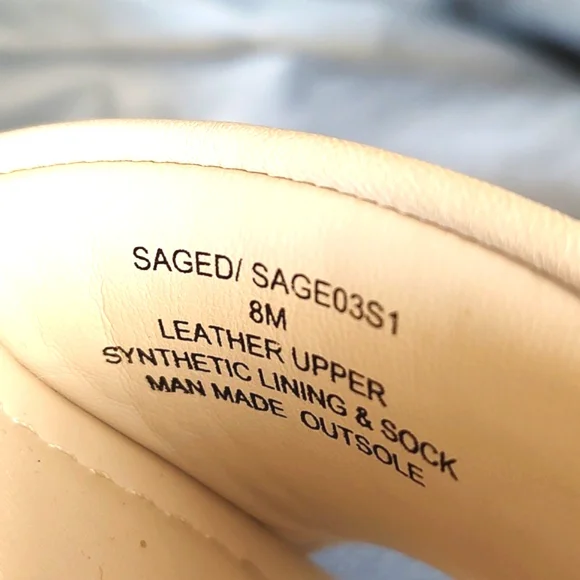 SAGED/ SAGE03S1
8M
LEATHER UPPER
SYNTHETIC LINING & SOCK
MAN MADE OUTSOLE